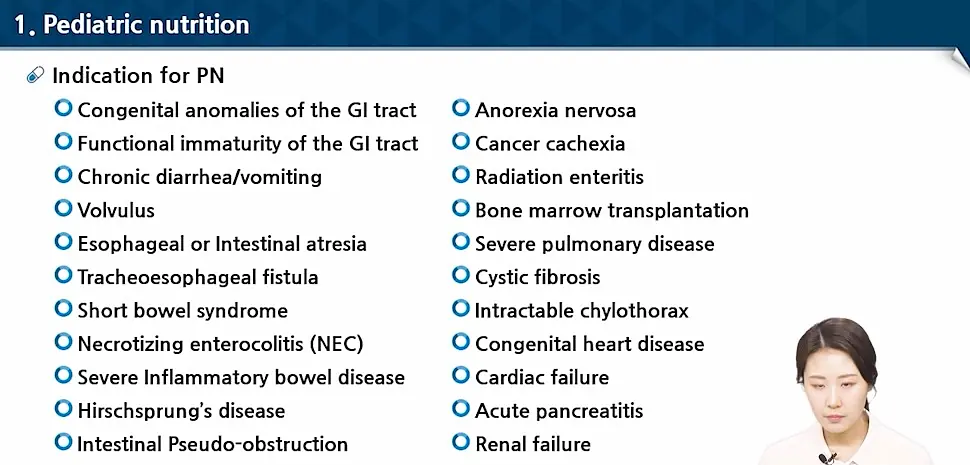 1. Pediatric nutrition
Indication for PN
Congenital anomalies of the GI tract
Functional immaturity of the GI tract
Chronic diarrhea/vomiting
Volvulus
Esophageal or Intestinal atresia
Tracheoesophageal fistula
Short bowel syndrome
Necrotizing enterocolitis (NEC)
Severe Inflammatory bowel disease
Hirschsprung's disease
Intestinal Pseudo-obstruction
Anorexia nervosa
Cancer cachexia
Radiation enteritis
Bone marrow transplantation
Severe pulmonary disease
Cystic fibrosis
Intractable chylothorax
Congenital heart disease
Cardiac failure
Acute pancreatitis
Renal failure